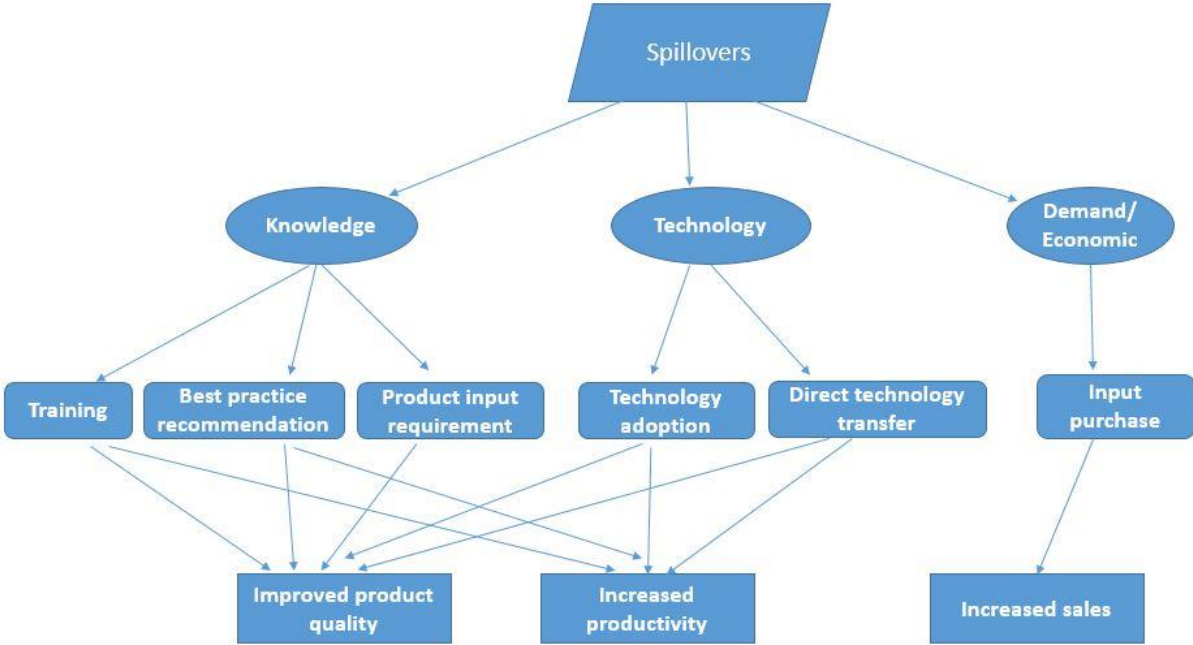 Spillovers
Knowledge
Technology
Demand/
Economic
Training
Best practice
recommendation
Product input
requirement
Technology
adoption
Direct technology
transfer
Input
purchase
Improved product
quality
Increased
productivity
Increased sales